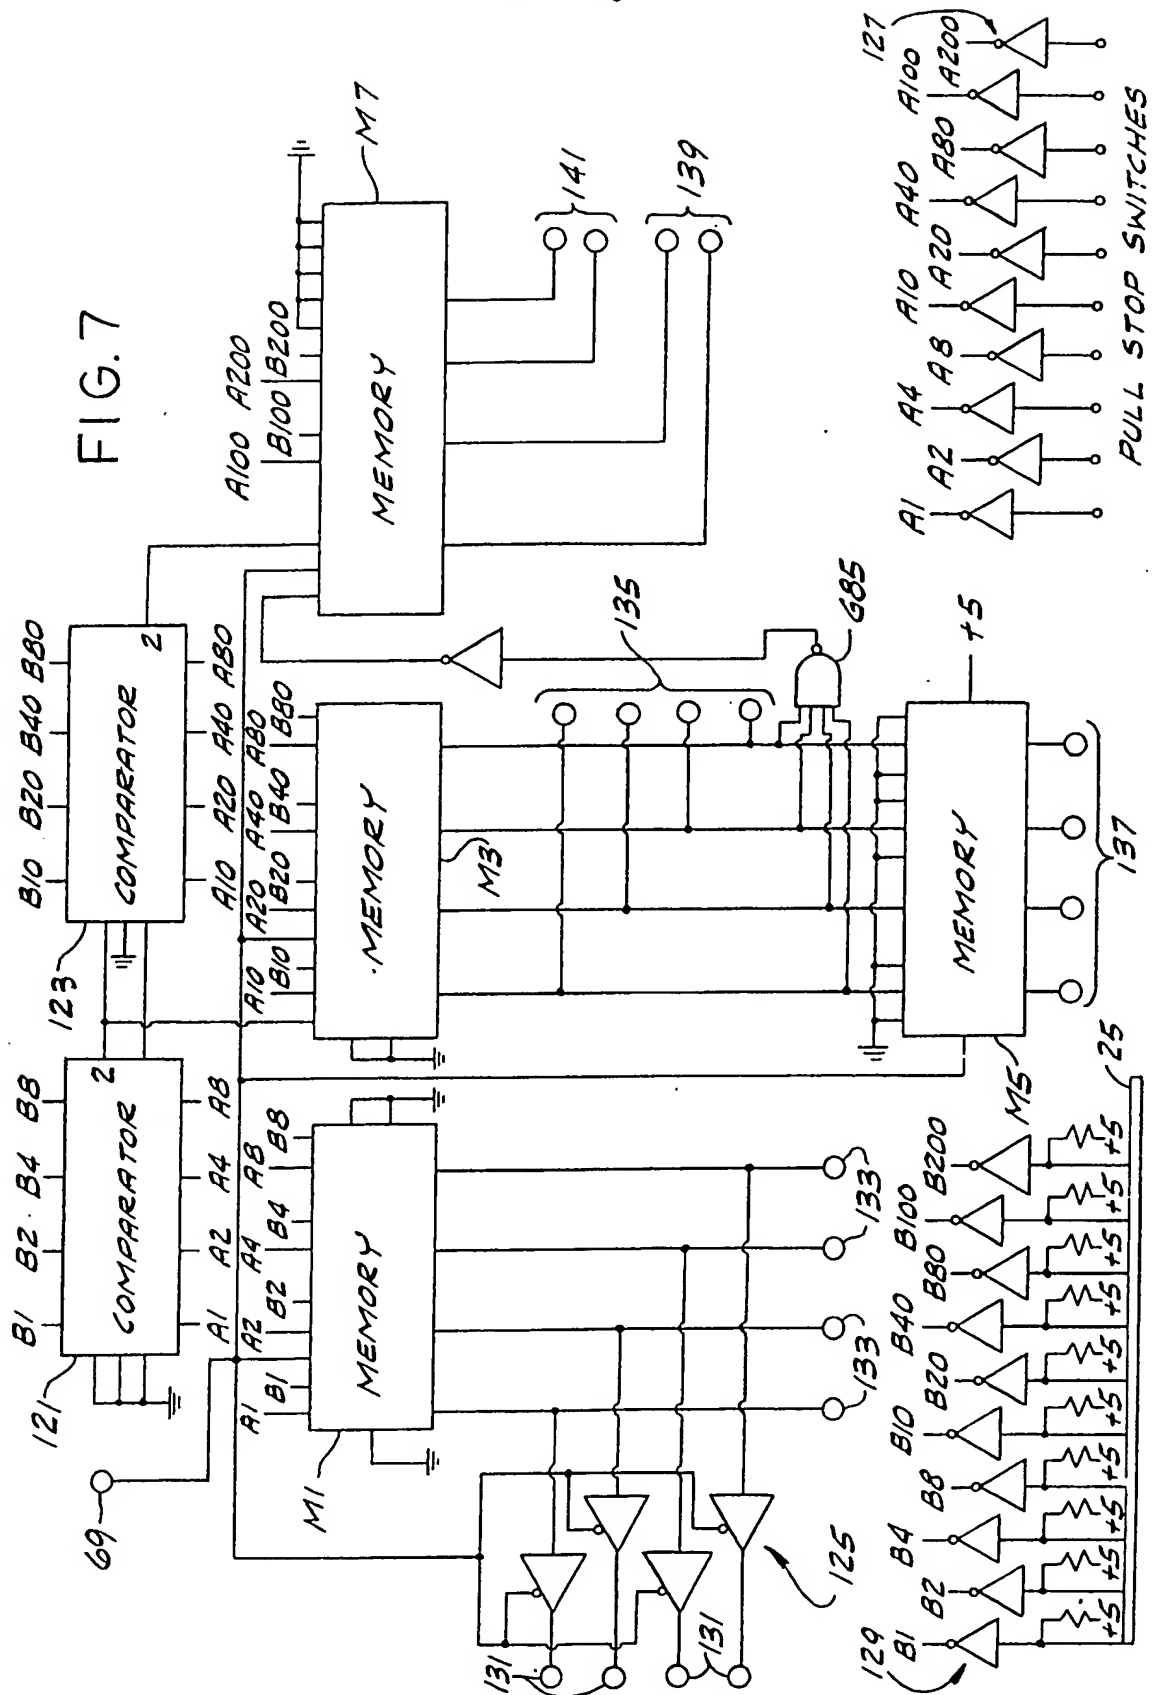 FIG. 7
B1 B2 B4 B8
B10 B20 B40 B80
121
COMPARATOR
2
123
COMPARATOR
2
A1 A2 A4 A8
A10 A20 A40 A80
69
A1 B1 A2 B2 A4 B4 A8 B8
A10 B10 A20 B20 A40 B40 A80 B80
A100 B100 A200 B200
M1
MEMORY
MEMORY
M3
MEMORY
M7
141
139
135
G85
133
133
133
131
131
125
MEMORY
+5
M5
137
B1 B2 B4 B8 B10 B20 B40 B80 B100 B200
129
+5 +5 +5 +5 +5 +5 +5 +5 +5 +5
25
A1 A2 A4 A8 A10 A20 A40 A80 A100 A200
127
PULL STOP SWITCHES